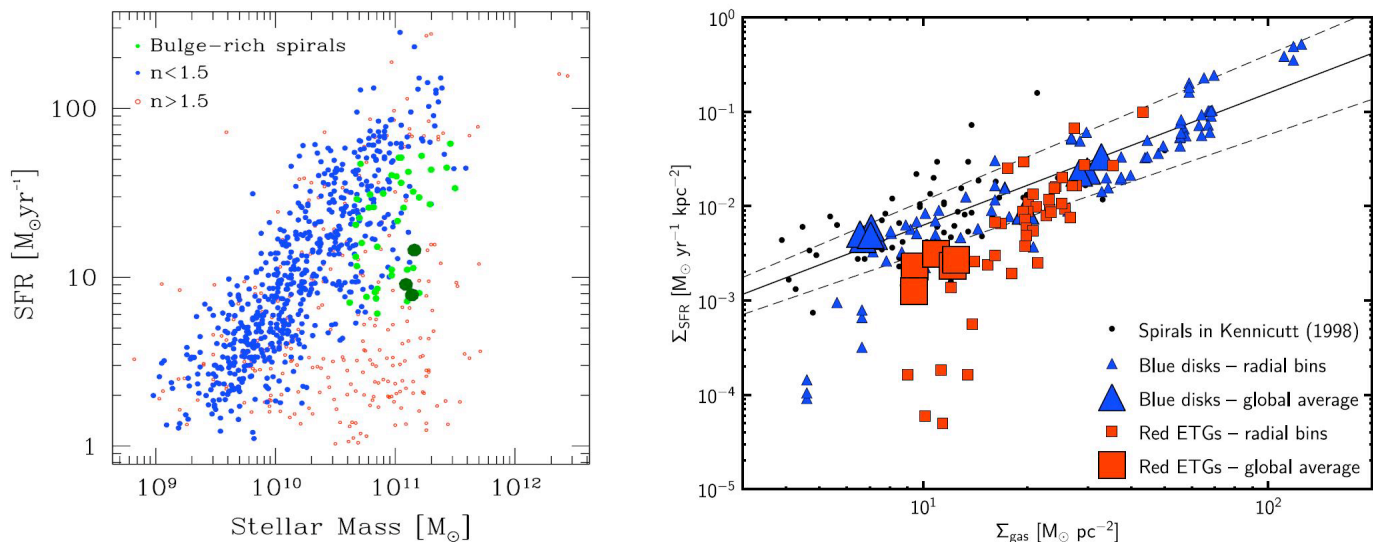 Bulge-rich spirals
n<1.5
n>1.5
SFR [M⊙yr⁻¹]
100
10
1
10⁹ 10¹⁰ 10¹¹ 10¹²
Stellar Mass [M⊙]
10⁰
10⁻¹
10⁻²
10⁻³
10⁻⁴
10⁻⁵
Σ_SFR [M⊙ yr⁻¹ kpc⁻²]
Spirals in Kennicutt (1998)
Blue disks – radial bins
Blue disks – global average
Red ETGs – radial bins
Red ETGs – global average
10¹ 10²
Σ_gas [M⊙ pc⁻²]